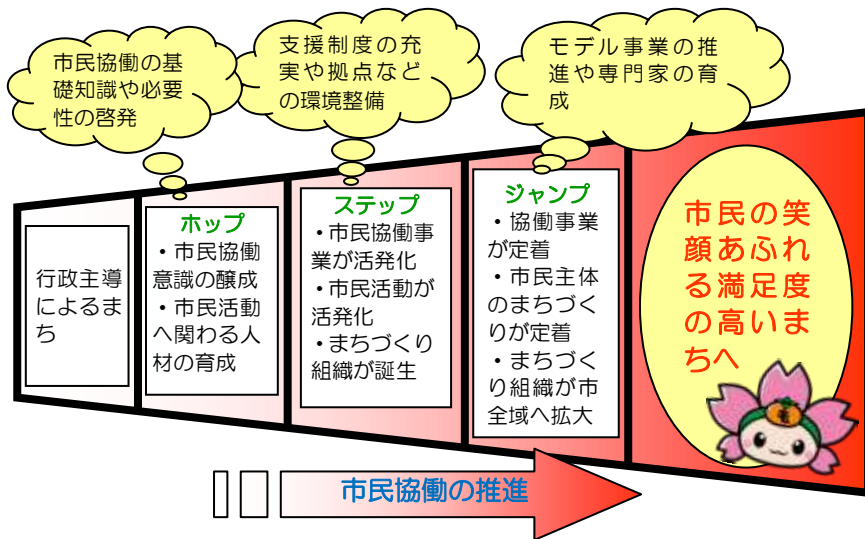 市民協働の基
礎知識や必要
性の啓発
支援制度の充
実や拠点など
の環境整備
モデル事業の推
進や専門家の育
成
行政主導
によるま
ち
ホップ
・市民協働
意識の醸成
・市民活動
へ関わる人
材の育成
ステップ
・市民協働事
業が活発化
・市民活動が
活発化
・まちづくり
組織が誕生
ジャンプ
・協働事業
が定着
・市民主体
のまちづく
りが定着
・まちづく
り組織が市
全域へ拡大
市民の笑
顔あふれ
る満足度
の高いま
ちへ
市民協働の推進